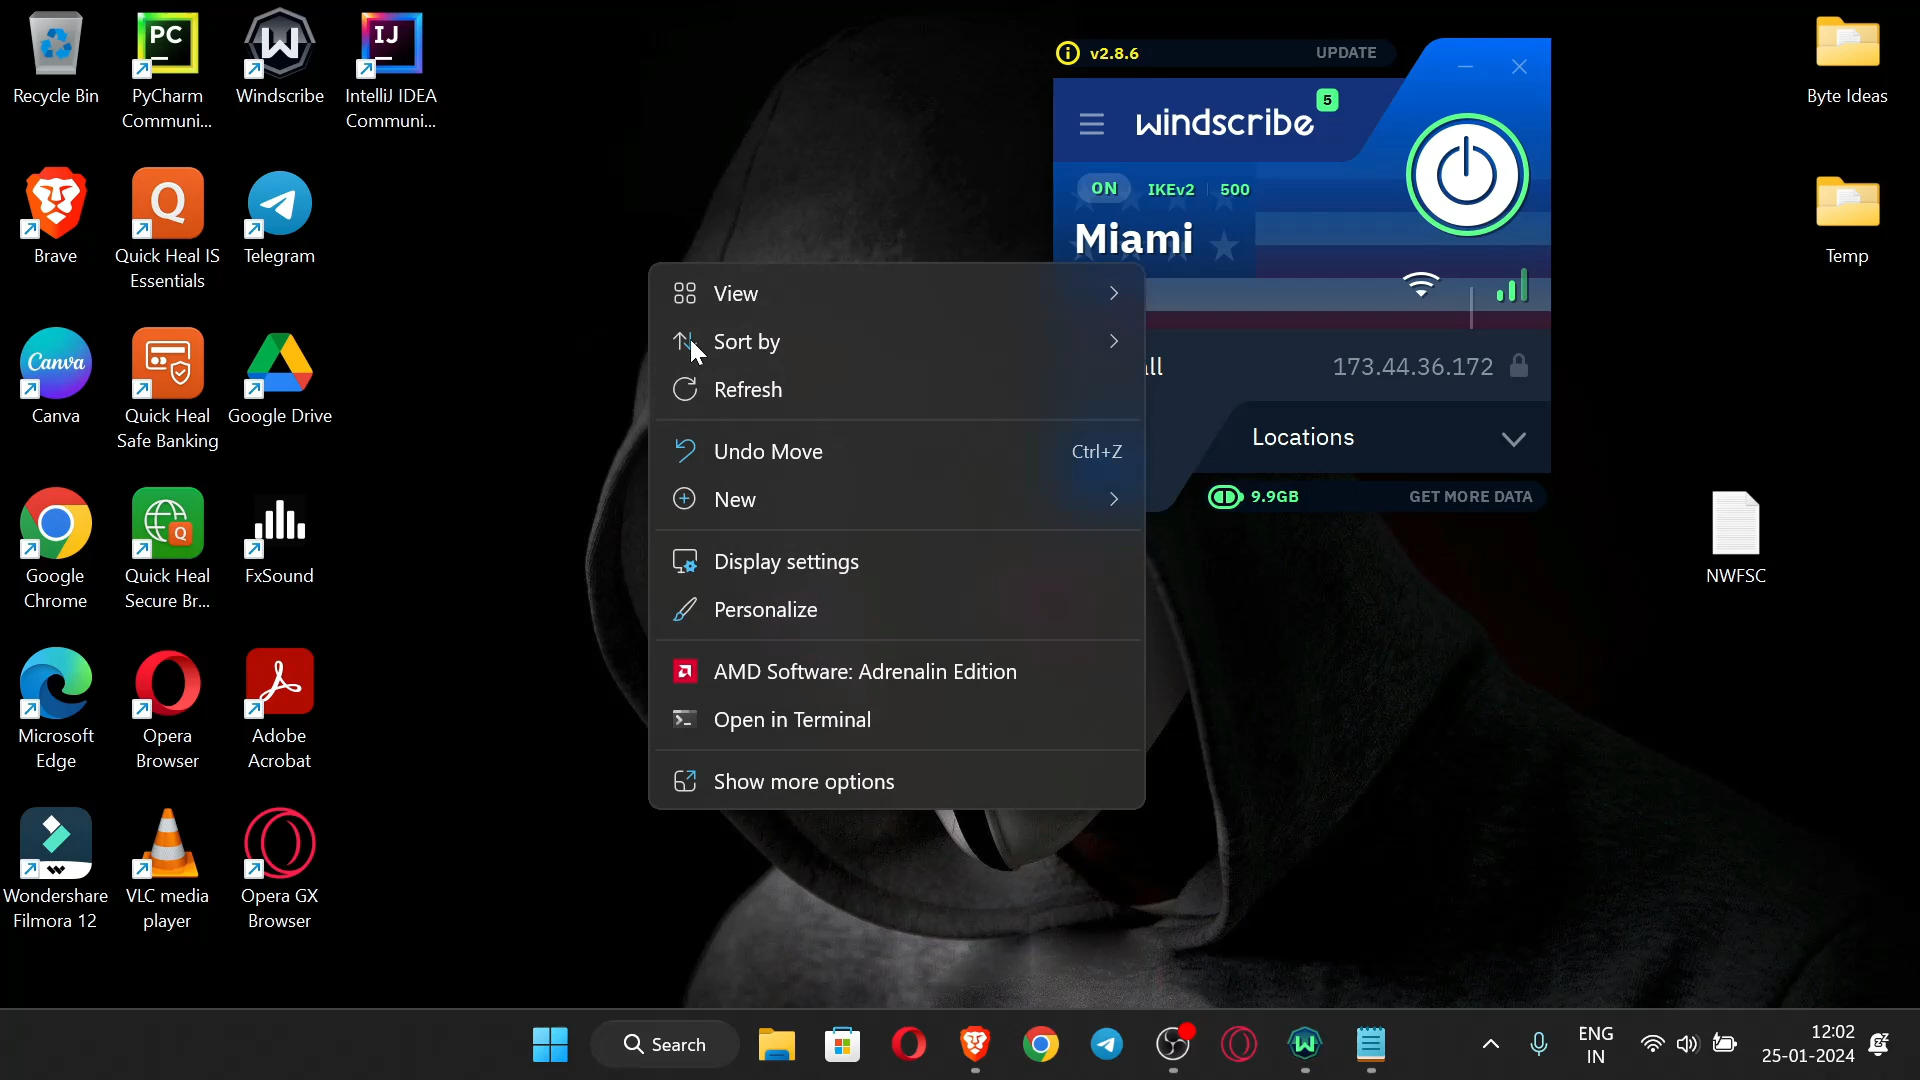 Recycle Bin
PC
PyCharm
Communi...
Windscribe
IJ
IntelliJ IDEA
Communi...
Brave
Quick Heal IS
Essentials
Telegram
Canva
Canva
Quick Heal
Safe Banking
Google Drive
Google
Chrome
Quick Heal
Secure Br...
FxSound
Microsoft
Edge
Opera
Browser
Adobe
Acrobat
Wondershare
Filmora 12
VLC media
player
Opera GX
Browser
v2.8.6
UPDATE
windscribe
5
ON IKEv2 500
Miami
173.44.36.172
Locations
9.9GB
GET MORE DATA
View
Sort by
Refresh
Undo Move Ctrl+Z
New
Display settings
Personalize
AMD Software: Adrenalin Edition
Open in Terminal
Show more options
Byte Ideas
Temp
NWFSC
Search
ENG
IN
12:02
25-01-2024